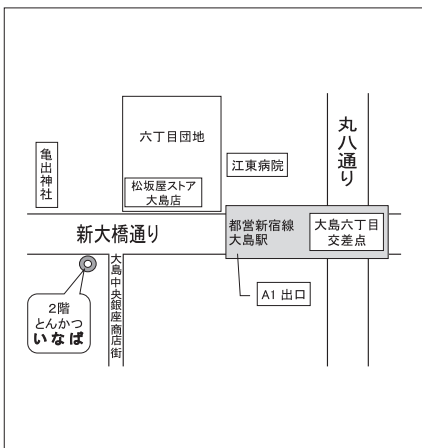 六丁目団地
松坂屋ストア
大島店
亀出神社
江東病院
丸八通り
新大橋通り
都営新宿線
大島駅
大島六丁目
交差点
A1 出口
大島中央銀座商店街
2階
とんかつ
いなば